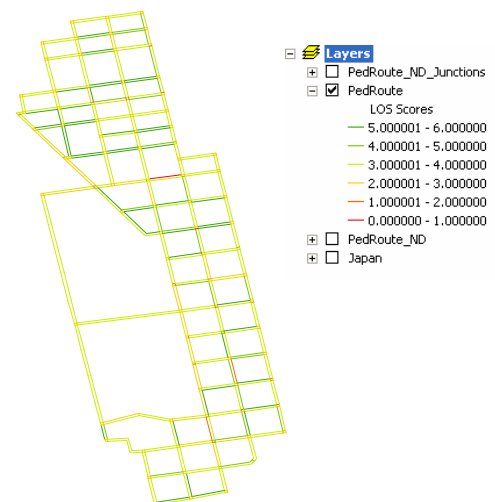 Layers
PedRoute_ND_Junctions
PedRoute
LOS Scores
5.000001 - 6.000000
4.000001 - 5.000000
3.000001 - 4.000000
2.000001 - 3.000000
1.000001 - 2.000000
0.000000 - 1.000000
PedRoute_ND
Japan